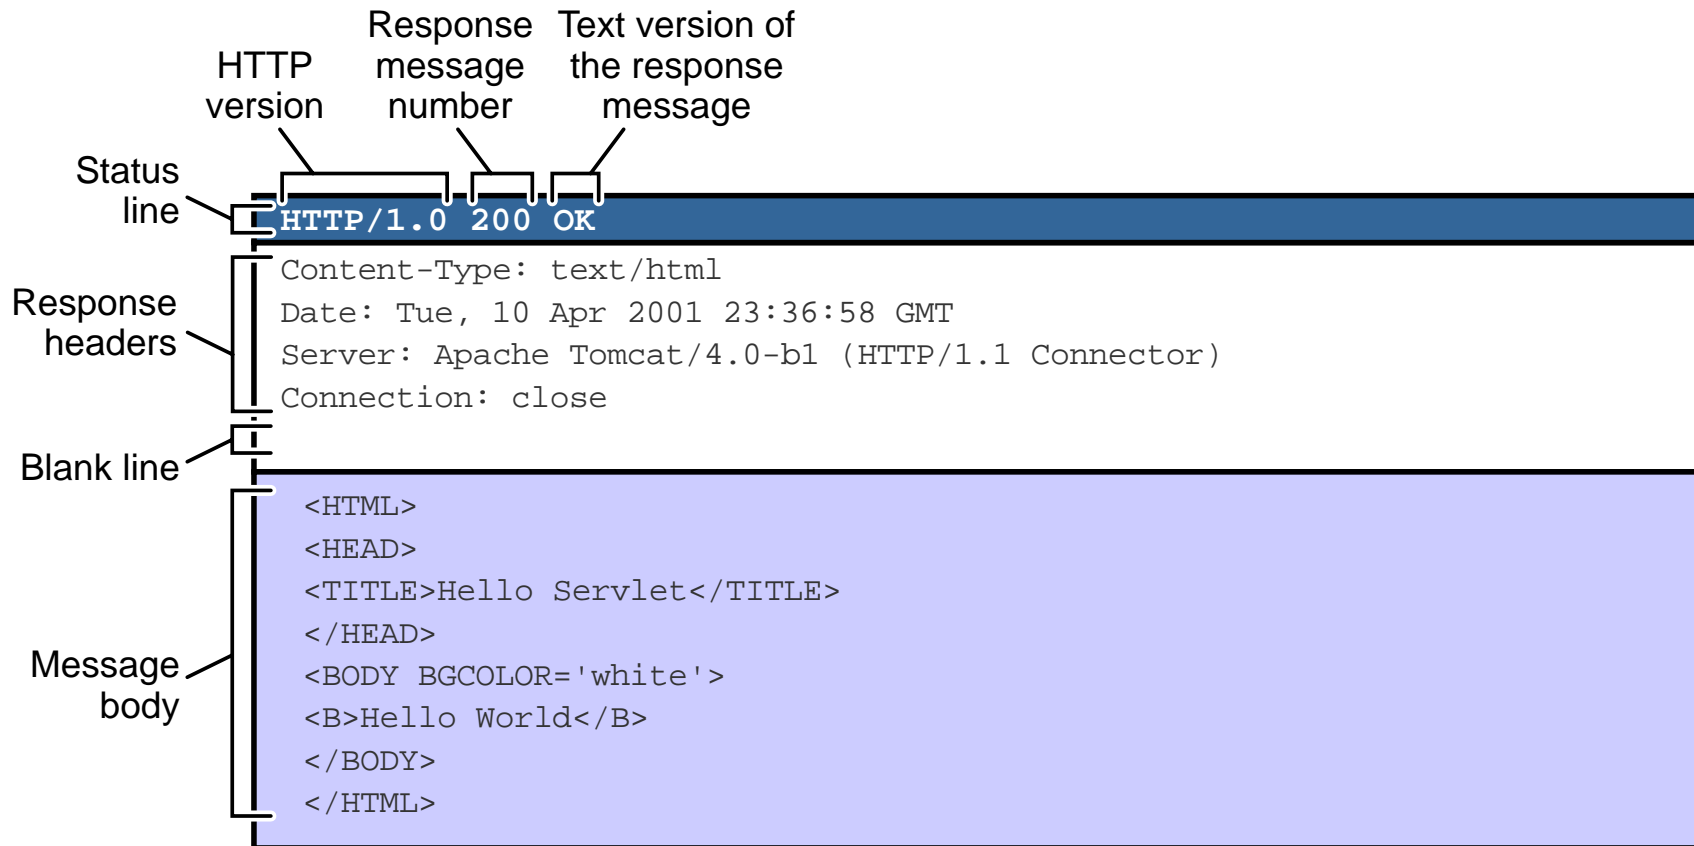 HTTP
version
Response
message
number
Text version of
the response
message
Status
line
HTTP/1.0 200 OK
Response
headers
Content-Type: text/html
Date: Tue, 10 Apr 2001 23:36:58 GMT
Server: Apache Tomcat/4.0-b1 (HTTP/1.1 Connector)
Connection: close
Blank line
Message
body
<HTML>
<HEAD>
<TITLE>Hello Servlet</TITLE>
</HEAD>
<BODY BGCOLOR='white'>
<B>Hello World</B>
</BODY>
</HTML>